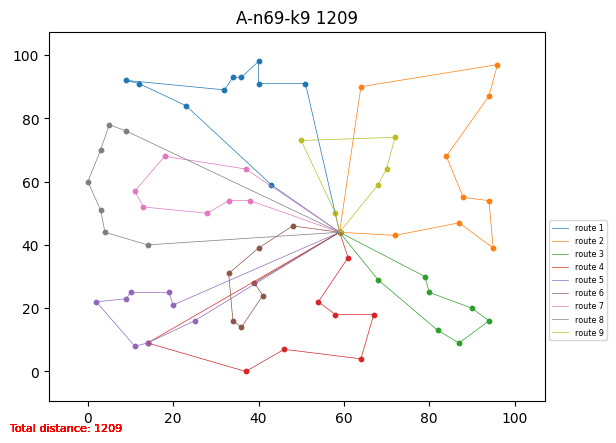 A-n69-k9 1209
100
80
60
40
20
0
0 20 40 60 80 100
route 1
route 2
route 3
route 4
route 5
route 6
route 7
route 8
route 9
Total distance: 1209